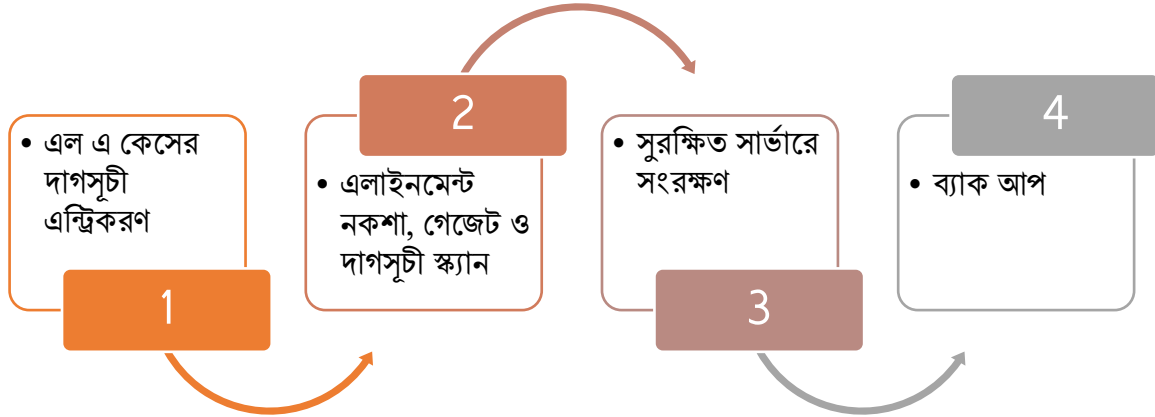 1
• এল এ কেসের
দাগসূচী
এন্ট্রিকরণ
2
• এলাইনমেন্ট
নকশা, গেজেট ও
দাগসূচী স্ক্যান
3
• সুরক্ষিত সার্ভারে
সংরক্ষণ
4
• ব্যাক আপ